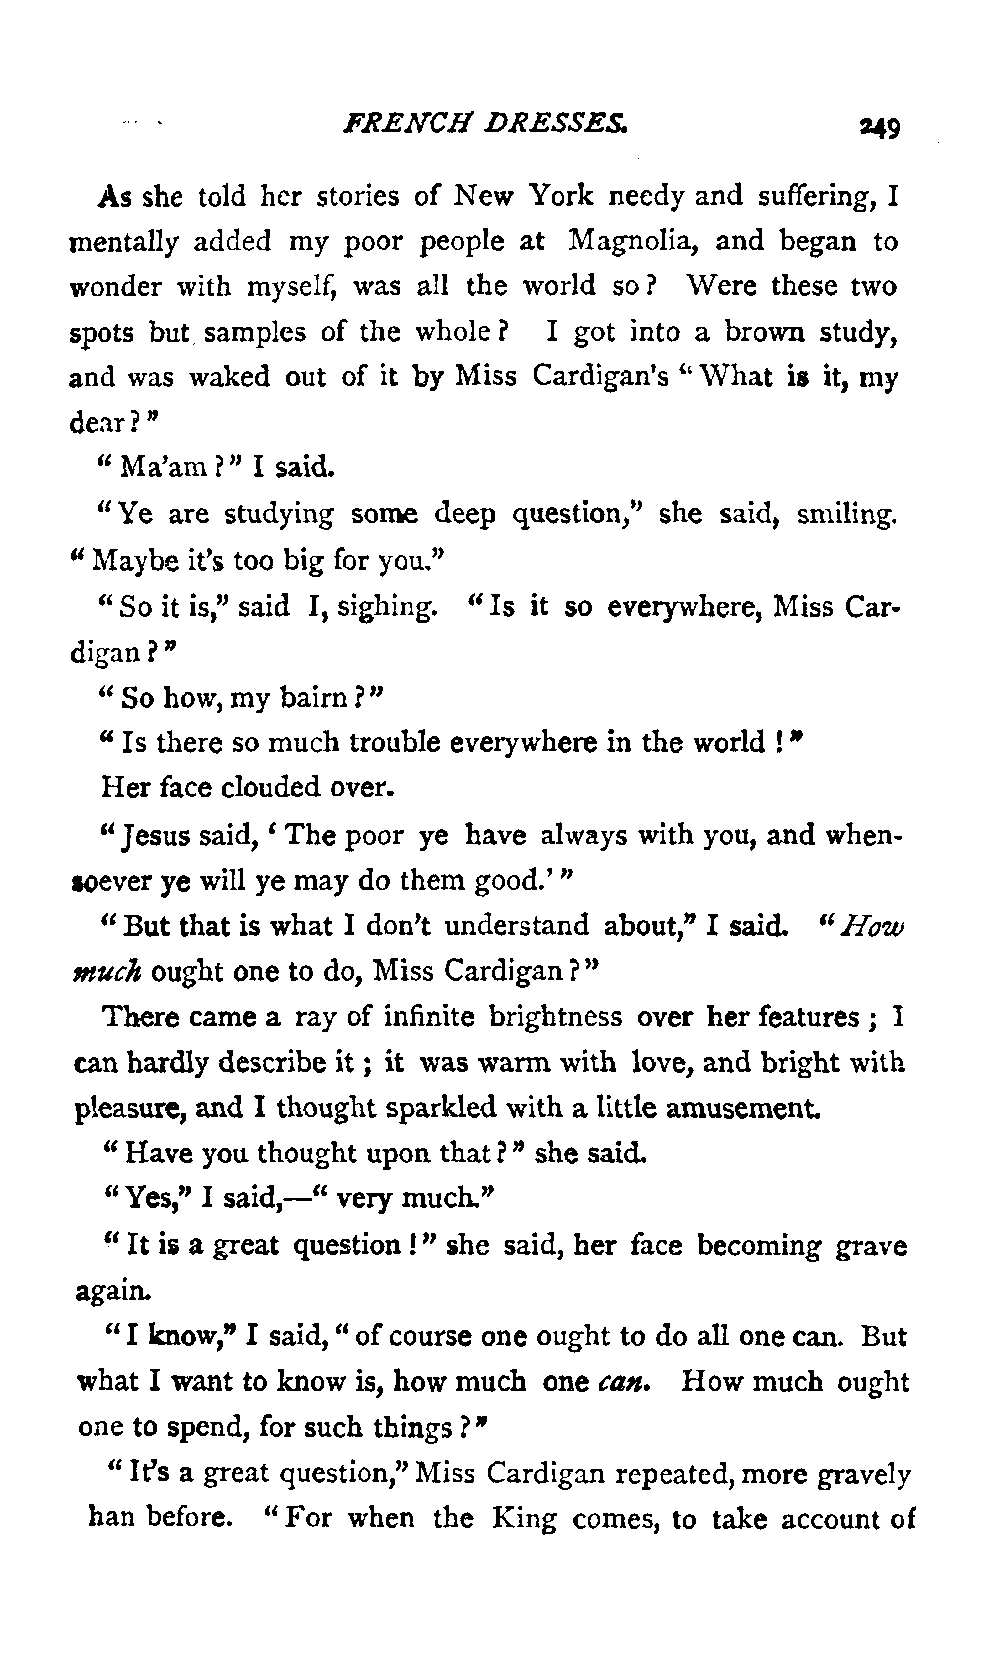 FRENCH DRESSES. 249
As she told her stories of New York needy and suffering, I
mentally added my poor people at Magnolia, and began to
wonder with myself, was all the world so? Were these two
spots but samples of the whole? I got into a brown study,
and was waked out of it by Miss Cardigan's "What is it, my
dear?"
"Ma'am?" I said.
"Ye are studying some deep question," she said, smiling.
"Maybe it's too big for you."
"So it is," said I, sighing. "Is it so everywhere, Miss Car-
digan?"
"So how, my bairn?"
"Is there so much trouble everywhere in the world!"
Her face clouded over.
"Jesus said, 'The poor ye have always with you, and when-
soever ye will ye may do them good.'"
"But that is what I don't understand about," I said. "How
much ought one to do, Miss Cardigan?"
There came a ray of infinite brightness over her features; I
can hardly describe it; it was warm with love, and bright with
pleasure, and I thought sparkled with a little amusement.
"Have you thought upon that?" she said.
"Yes," I said,—"very much."
"It is a great question!" she said, her face becoming grave
again.
"I know," I said, "of course one ought to do all one can. But
what I want to know is, how much one can. How much ought
one to spend, for such things?"
"It's a great question," Miss Cardigan repeated, more gravely
han before. "For when the King comes, to take account of